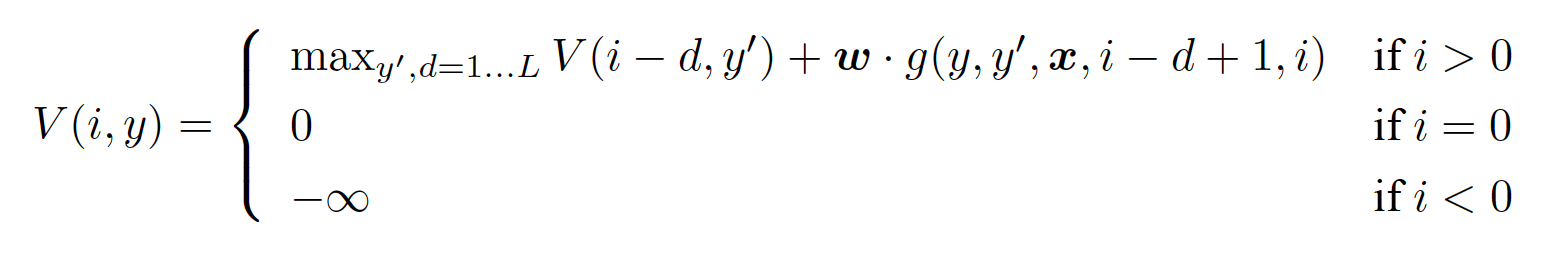 max_{y′,d=1...L} V(i − d, y′) + w · g(y, y′, x, i − d + 1, i) if i > 0
V(i, y) = { 0 if i = 0
−∞ if i < 0